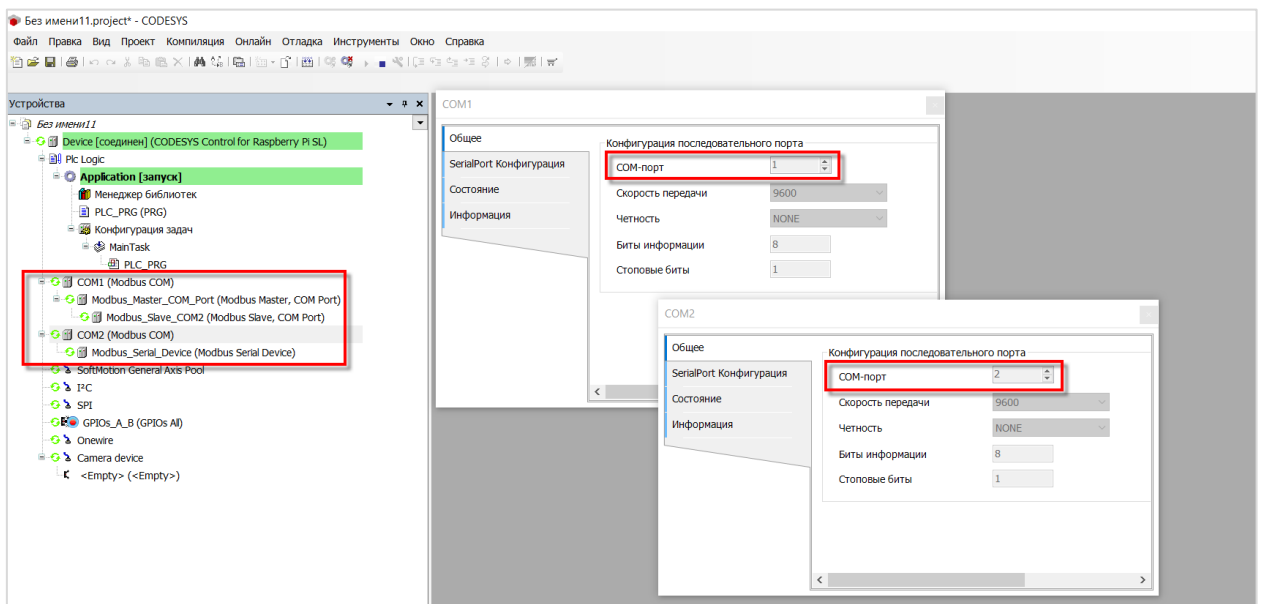 Без имени11.project* - CODESYS
Файл Правка Вид Проект Компиляция Онлайн Отладка Инструменты Окно Справка
Устройства
Без имени11
Device [соединен] (CODESYS Control for Raspberry Pi SL)
Plc Logic
Application [запуск]
Менеджер библиотек
PLC_PRG (PRG)
Конфигурация задач
MainTask
PLC_PRG
COM1 (Modbus COM)
Modbus_Master_COM_Port (Modbus Master, COM Port)
Modbus_Slave_COM2 (Modbus Slave, COM Port)
COM2 (Modbus COM)
Modbus_Serial_Device (Modbus Serial Device)
SoftMotion General Axis Pool
I²C
SPI
GPIOs_A_B (GPIOs All)
Onewire
Camera device
<Empty> (<Empty>)
COM1
Общее
SerialPort Конфигурация
Состояние
Информация
Конфигурация последовательного порта
COM-порт 1
Скорость передачи 9600
Четность NONE
Биты информации 8
Стоповые биты 1
COM2
Общее
SerialPort Конфигурация
Состояние
Информация
Конфигурация последовательного порта
COM-порт 2
Скорость передачи 9600
Четность NONE
Биты информации 8
Стоповые биты 1